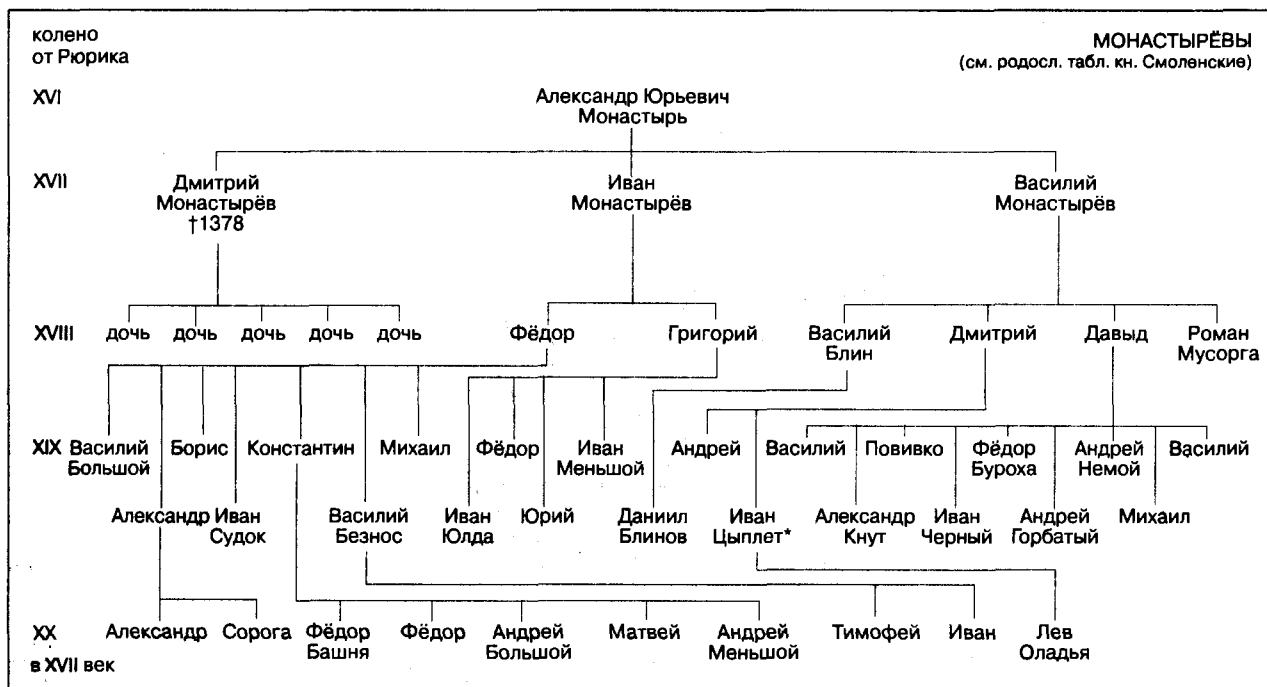 колено
от Рюрика
МОНАСТЫРЁВЫ
(см. родосл. табл. кн. Смоленские)
XVI
Александр Юрьевич
Монастырь
XVII
Дмитрий
Монастырёв
†1378
Иван
Монастырёв
Василий
Монастырёв
XVIII
дочь
дочь
дочь
дочь
дочь
Фёдор
Григорий
Василий
Блин
Дмитрий
Давыд
Роман
Мусорга
XIX
Василий
Большой
Борис
Константин
Михаил
Фёдор
Иван
Меньшой
Андрей
Василий
Повивко
Фёдор
Буроха
Андрей
Немой
Василий
Александр
Иван
Судок
Василий
Безнос
Иван
Юлда
Юрий
Даниил
Блинов
Иван
Цыплет*
Александр
Кнут
Иван
Черный
Андрей
Горбатый
Михаил
XX
Александр
Сорога
Фёдор
Башня
Фёдор
Андрей
Большой
Матвей
Андрей
Меньшой
Тимофей
Иван
Лев
Оладья
в XVII век